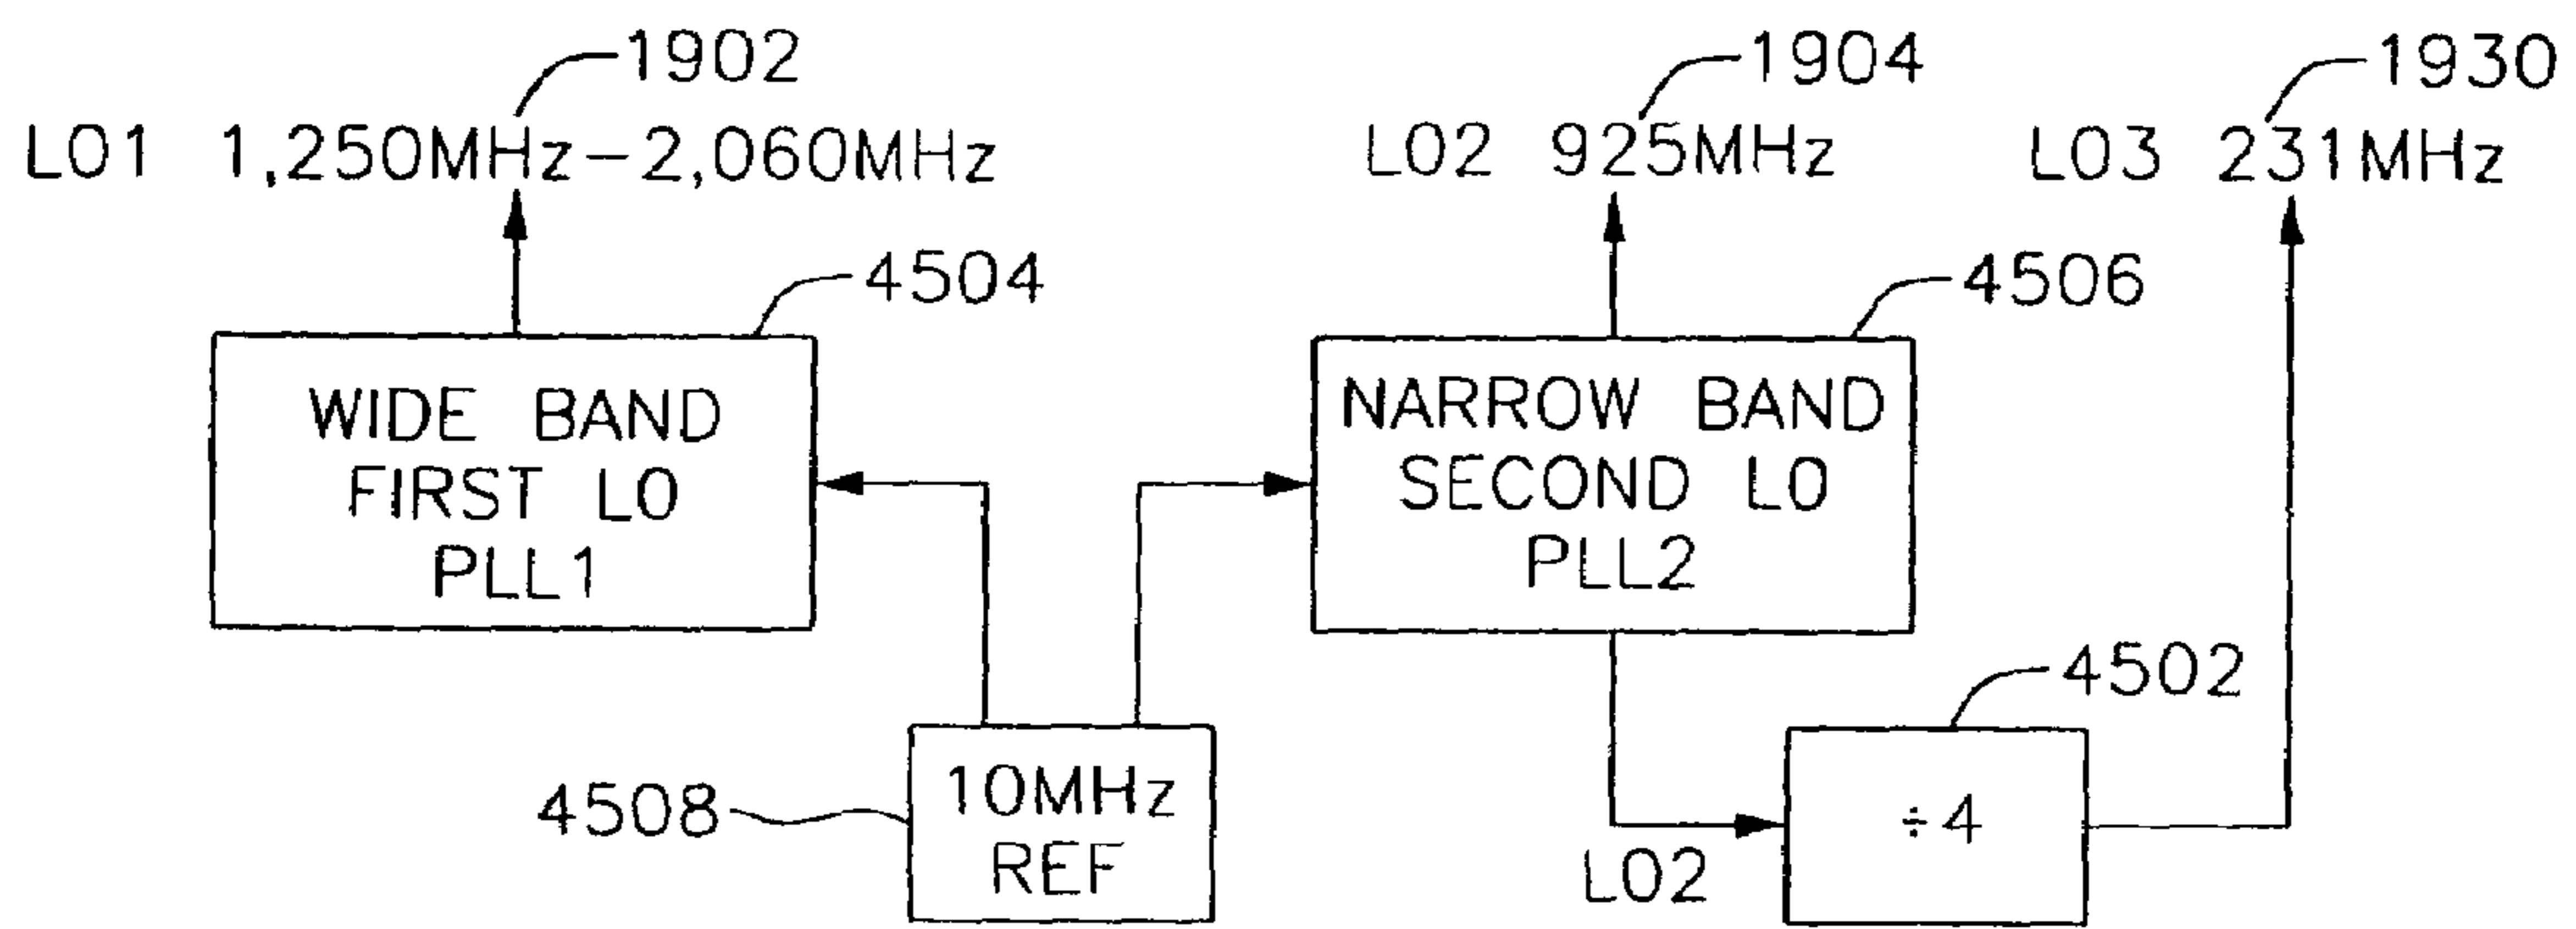 1902
1904
1930
LO1 1,250MHz-2,060MHz
LO2 925MHz
LO3 231MHz
4504
4506
WIDE BAND
FIRST LO
PLL1
NARROW BAND
SECOND LO
PLL2
4502
4508
10MHz
REF
÷4
LO2